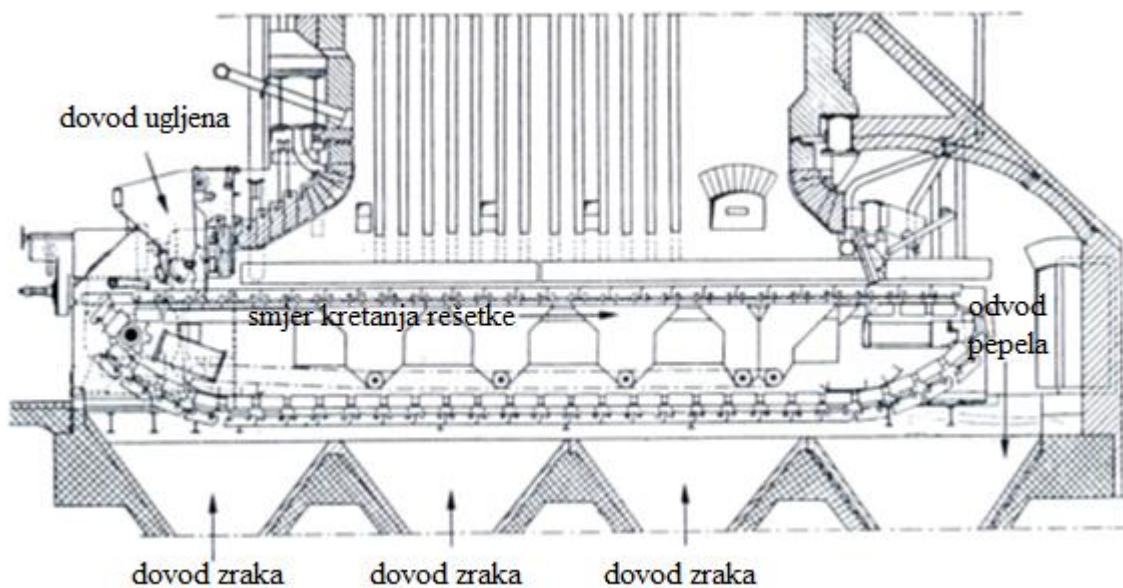 dovod ugljena
smjer kretanja rešetke
odvod
pepela
dovod zraka
dovod zraka
dovod zraka